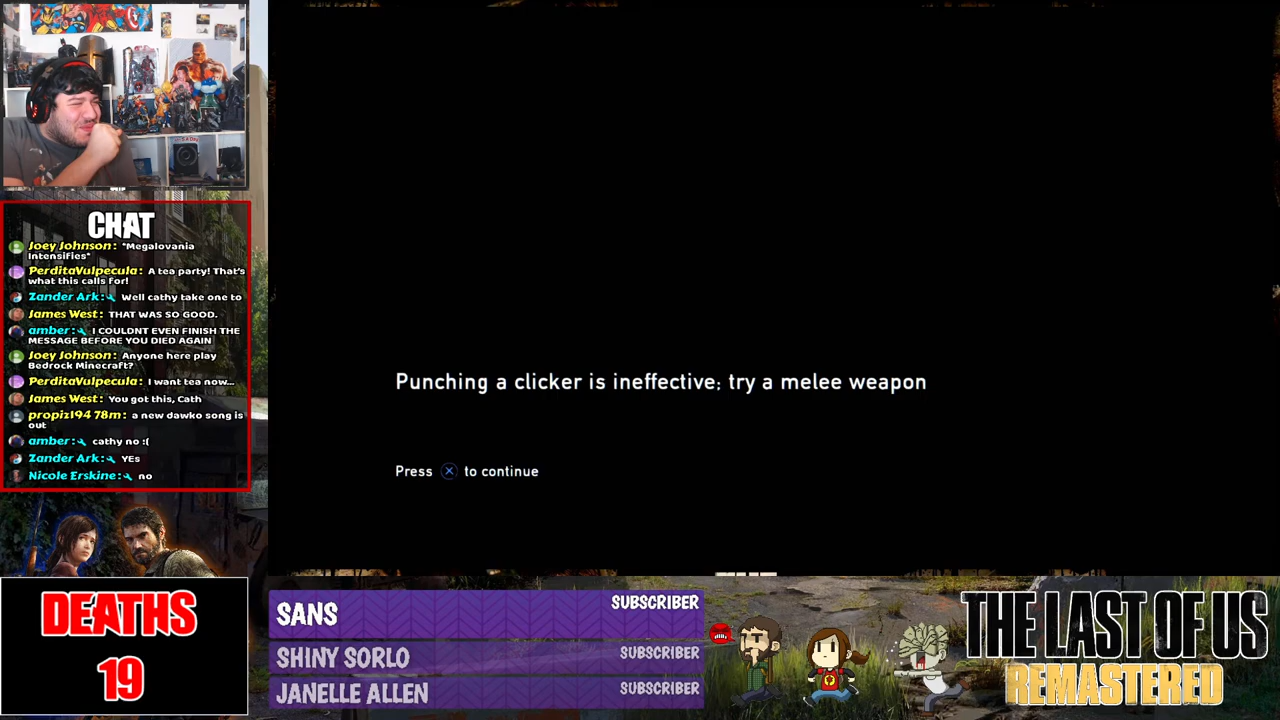 CHAT
Joey Johnson: *Megalovania
Intensifies*
PerditaVulpecula: A tea party! That's
what this calls for!
Zander Ark: Well cathy take one to
James West: THAT WAS SO GOOD.
amber: I COULDNT EVEN FINISH THE
MESSAGE BEFORE YOU DIED AGAIN
Joey Johnson: Anyone here play
Bedrock Minecraft?
PerditaVulpecula: I want tea now...
James West: You got this, Cath
propiz194 78m: a new dawko song is
out
amber: cathy no :(
Zander Ark: YEs
Nicole Erskine: no
Punching a clicker is ineffective; try a melee weapon
Press X to continue
DEATHS
19
SANS SUBSCRIBER
SHINY SORLO SUBSCRIBER
JANELLE ALLEN SUBSCRIBER
THE LAST OF US
REMASTERED